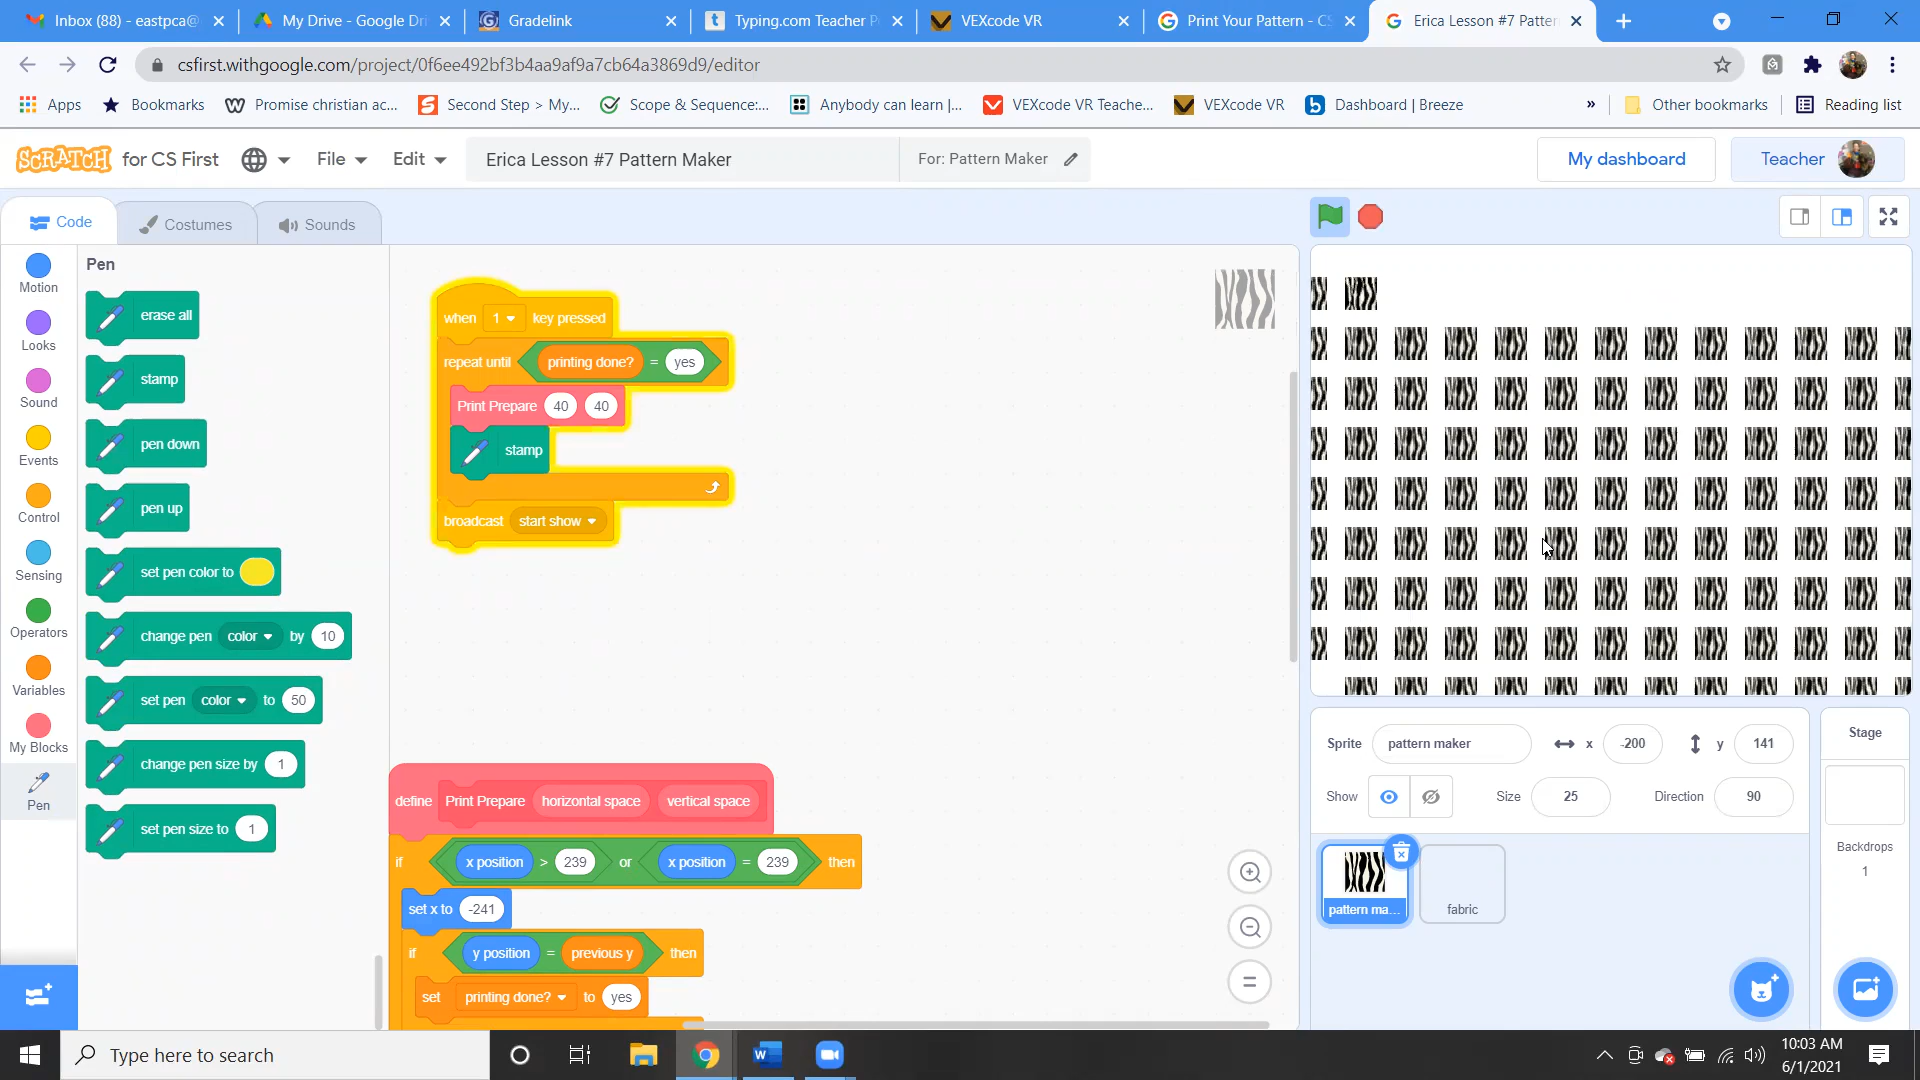 Inbox (88) - eastpca@
My Drive - Google Dri
Gradelink
Typing.com Teacher P
VEXcode VR
Print Your Pattern - CS
Erica Lesson #7 Patter
csfirst.withgoogle.com/project/0f6ee492bf3b4aa9af9a7cb64a3869d9/editor
Apps
Bookmarks
Promise christian ac...
Second Step > My...
Scope & Sequence:...
Anybody can learn |...
VEXcode VR Teache...
VEXcode VR
Dashboard | Breeze
»
Other bookmarks
Reading list
SCRATCH for CS First
File
Edit
Erica Lesson #7 Pattern Maker
For: Pattern Maker
My dashboard
Teacher
Code
Costumes
Sounds
Motion
Looks
Sound
Events
Control
Sensing
Operators
Variables
My Blocks
Pen
Pen
erase all
stamp
pen down
pen up
set pen color to
change pen color by 10
set pen color to 50
change pen size by 1
set pen size to 1
when 1 key pressed
repeat until printing done? = yes
Print Prepare 40 40
stamp
broadcast start show
define Print Prepare horizontal space vertical space
if x position > 239 or x position = 239 then
set x to -241
if y position = previous y then
set printing done? to yes
Sprite pattern maker x -200 y 141
Show Size 25 Direction 90
pattern ma...
fabric
Stage
Backdrops
1
Type here to search
10:03 AM
6/1/2021